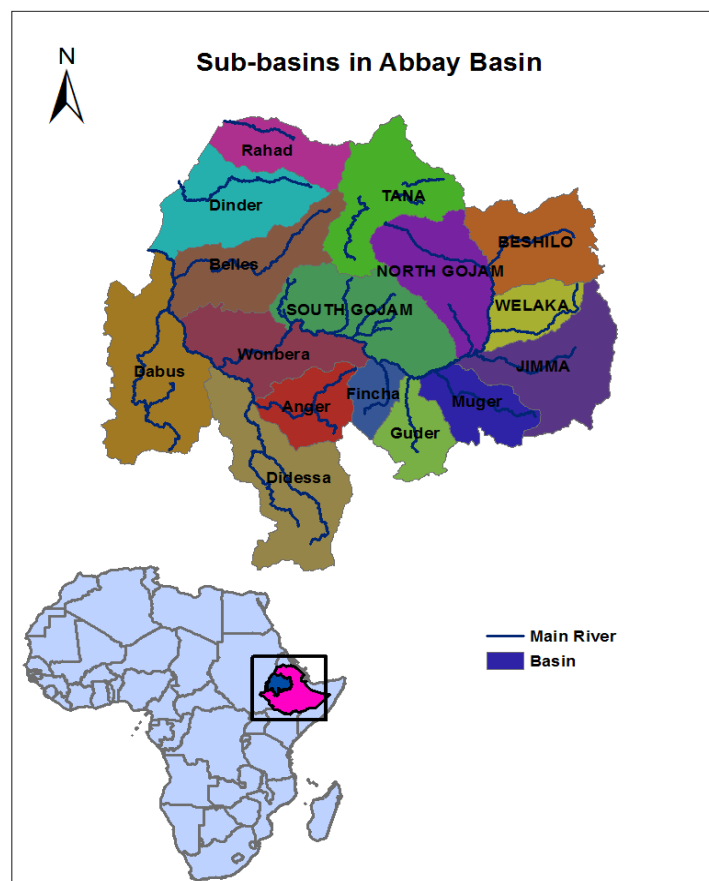 N
Sub-basins in Abbay Basin
Rahad
TANA
Dinder
BESHILO
Belles
NORTH GOJAM
WELAKA
SOUTH GOJAM
Wonbera
JIMMA
Dabus
Fincha
Anger
Muger
Guder
Didessa
Main River
Basin